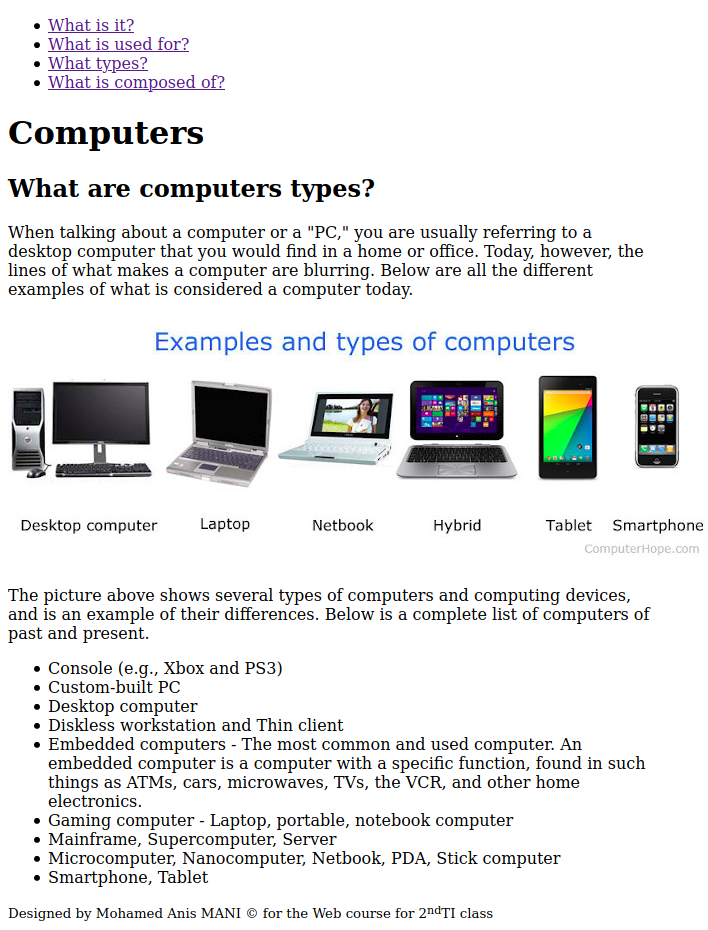 What is it?
What is used for?
What types?
What is composed of?
Computers
What are computers types?
When talking about a computer or a "PC," you are usually referring to a
desktop computer that you would find in a home or office. Today, however, the
lines of what makes a computer are blurring. Below are all the different
examples of what is considered a computer today.
Examples and types of computers
Desktop computer Laptop Netbook Hybrid Tablet Smartphone
ComputerHope.com
The picture above shows several types of computers and computing devices,
and is an example of their differences. Below is a complete list of computers of
past and present.
Console (e.g., Xbox and PS3)
Custom-built PC
Desktop computer
Diskless workstation and Thin client
Embedded computers - The most common and used computer. An
embedded computer is a computer with a specific function, found in such
things as ATMs, cars, microwaves, TVs, the VCR, and other home
electronics.
Gaming computer - Laptop, portable, notebook computer
Mainframe, Supercomputer, Server
Microcomputer, Nanocomputer, Netbook, PDA, Stick computer
Smartphone, Tablet
Designed by Mohamed Anis MANI © for the Web course for 2ndTI class